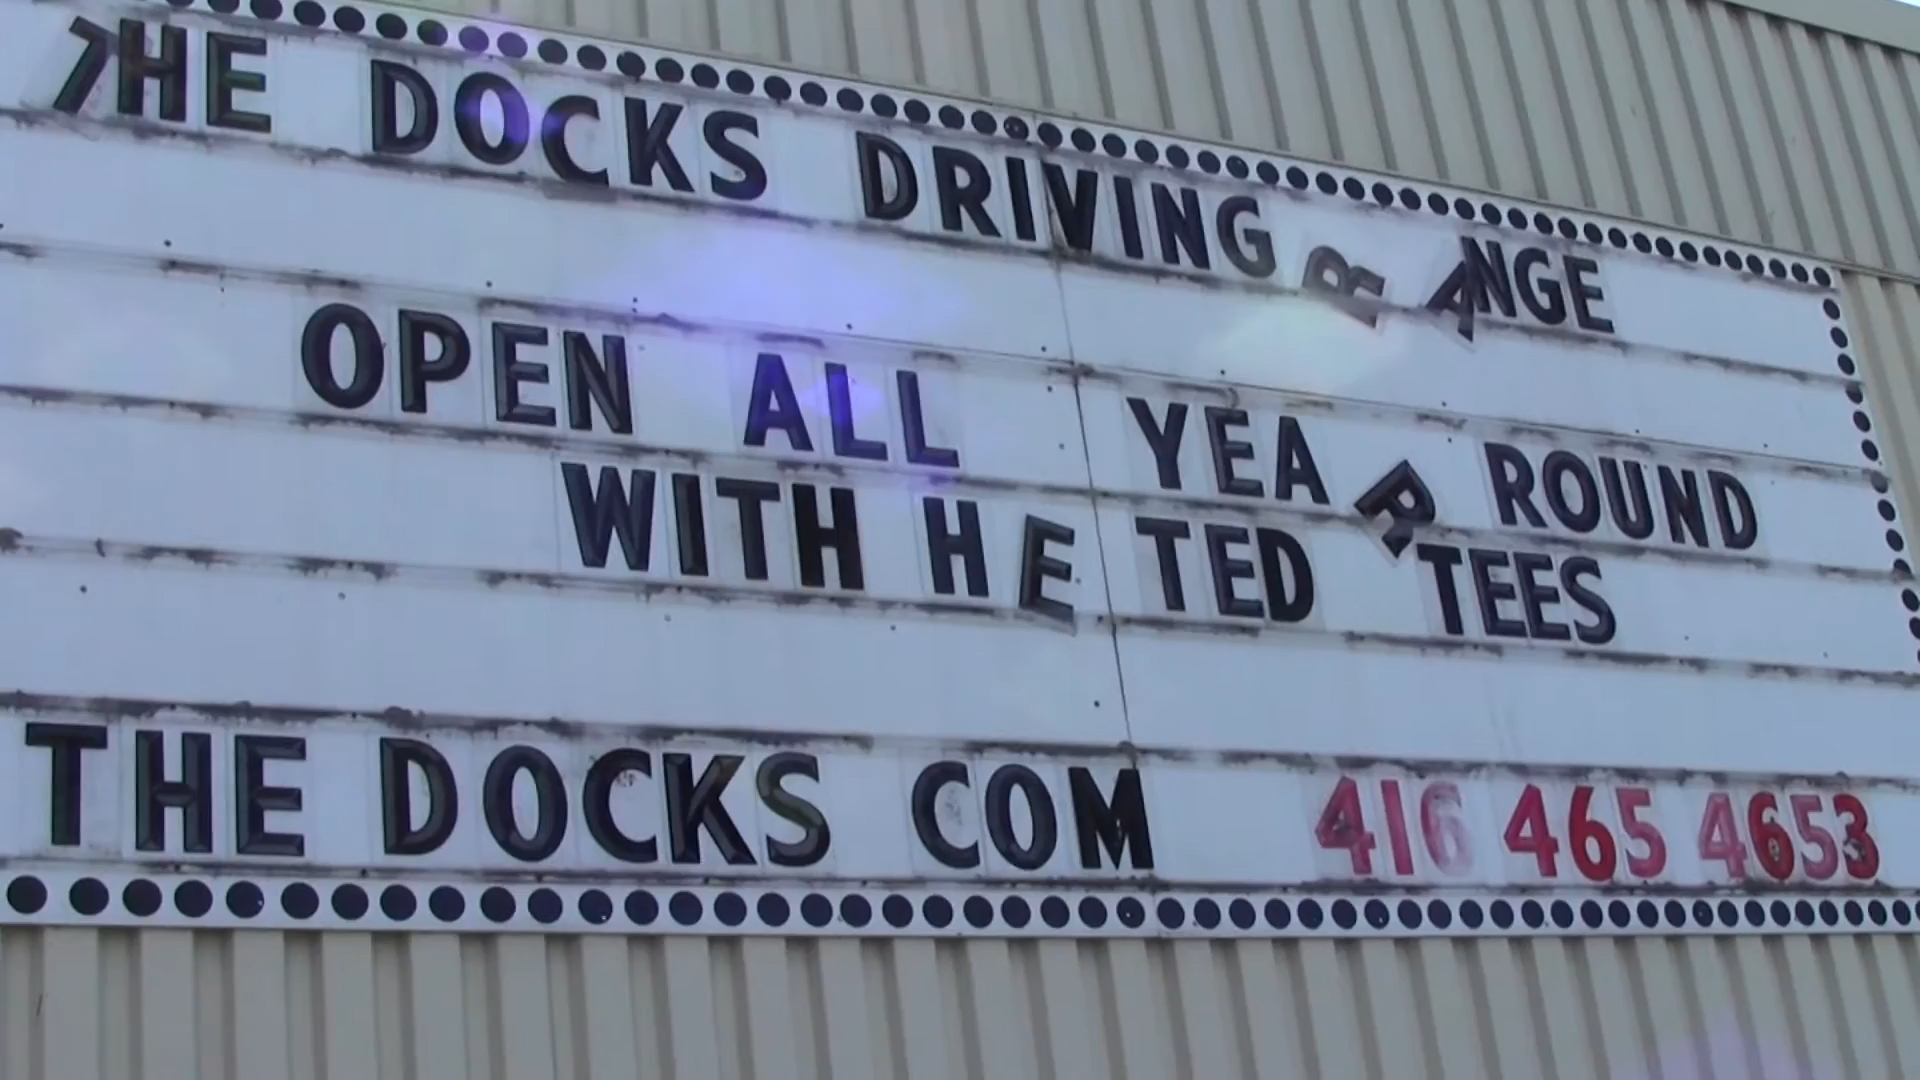 THE DOCKS DRIVING RANGE
OPEN ALL YEAR ROUND
WITH HE TED TEES
THE DOCKS COM 416 465 4653